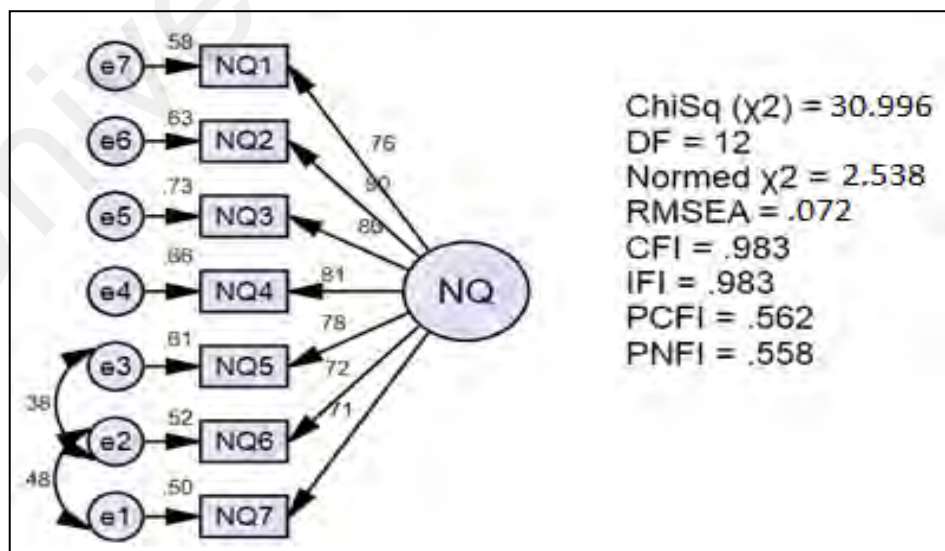 .58
e7 NQ1
.63
e6 NQ2
.73
e5 NQ3
.66
e4 NQ4
.61
e3 NQ5
.52
e2 NQ6
.50
e1 NQ7
.38
.48
.76
.90
.80
.81
.78
.72
.71
NQ
ChiSq (χ2) = 30.996
DF = 12
Normed χ2 = 2.538
RMSEA = .072
CFI = .983
IFI = .983
PCFI = .562
PNFI = .558